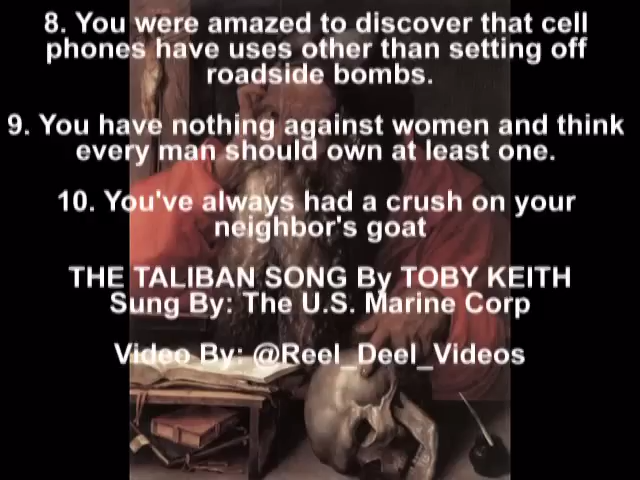 8. You were amazed to discover that cell
phones have uses other than setting off
roadside bombs.
9. You have nothing against women and think
every man should own at least one.
10. You've always had a crush on your
neighbor's goat
THE TALIBAN SONG By TOBY KEITH
Sung By: The U.S. Marine Corp
Video By: @Reel_Deel_Videos